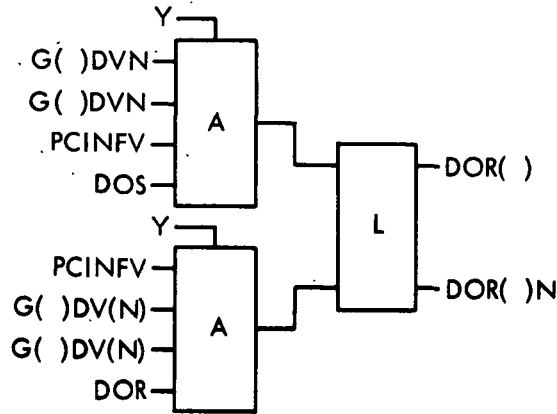 Y
G( )DVN
G( )DVN
PCINFV
DOS
A
Y
PCINFV
G( )DV(N)
G( )DV(N)
DOR
A
L
DOR( )
DOR( )N